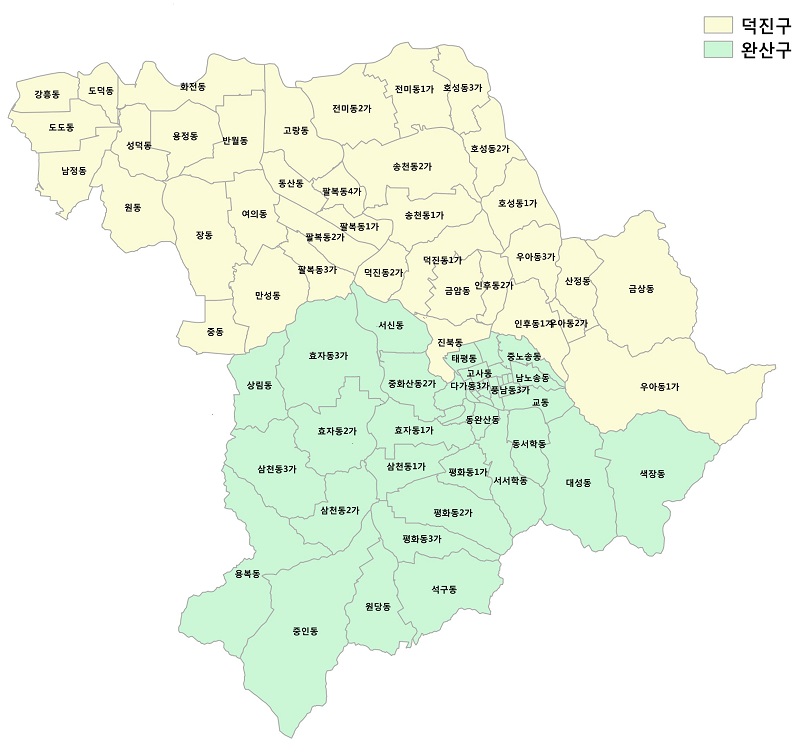 덕진구
완산구
강흥동
도덕동
화전동
전미동1가
호성동3가
전미동2가
도도동
고랑동
용정동
반월동
성덕동
호성동2가
남정동
송천동2가
동산동
팔복동4가
원동
여의동
호성동1가
송천동1가
팔복동1가
장동
팔복동2가
우아동3가
덕진동1가
팔복동3가
덕진동2가
산정동
인후동2가
금상동
금암동
만성동
인후동1가
우아동2가
서신동
중동
진북동
효자동3가
태평동
중노송동
고사동
남노송동
상림동
중화산동2가
다가동3가
우아동1가
풍남동3가
교동
동완산동
효자동2가
효자동1가
동서학동
삼천동3가
삼천동1가
평화동1가
색장동
서서학동
대성동
삼천동2가
평화동2가
평화동3가
용복동
석구동
원당동
중인동